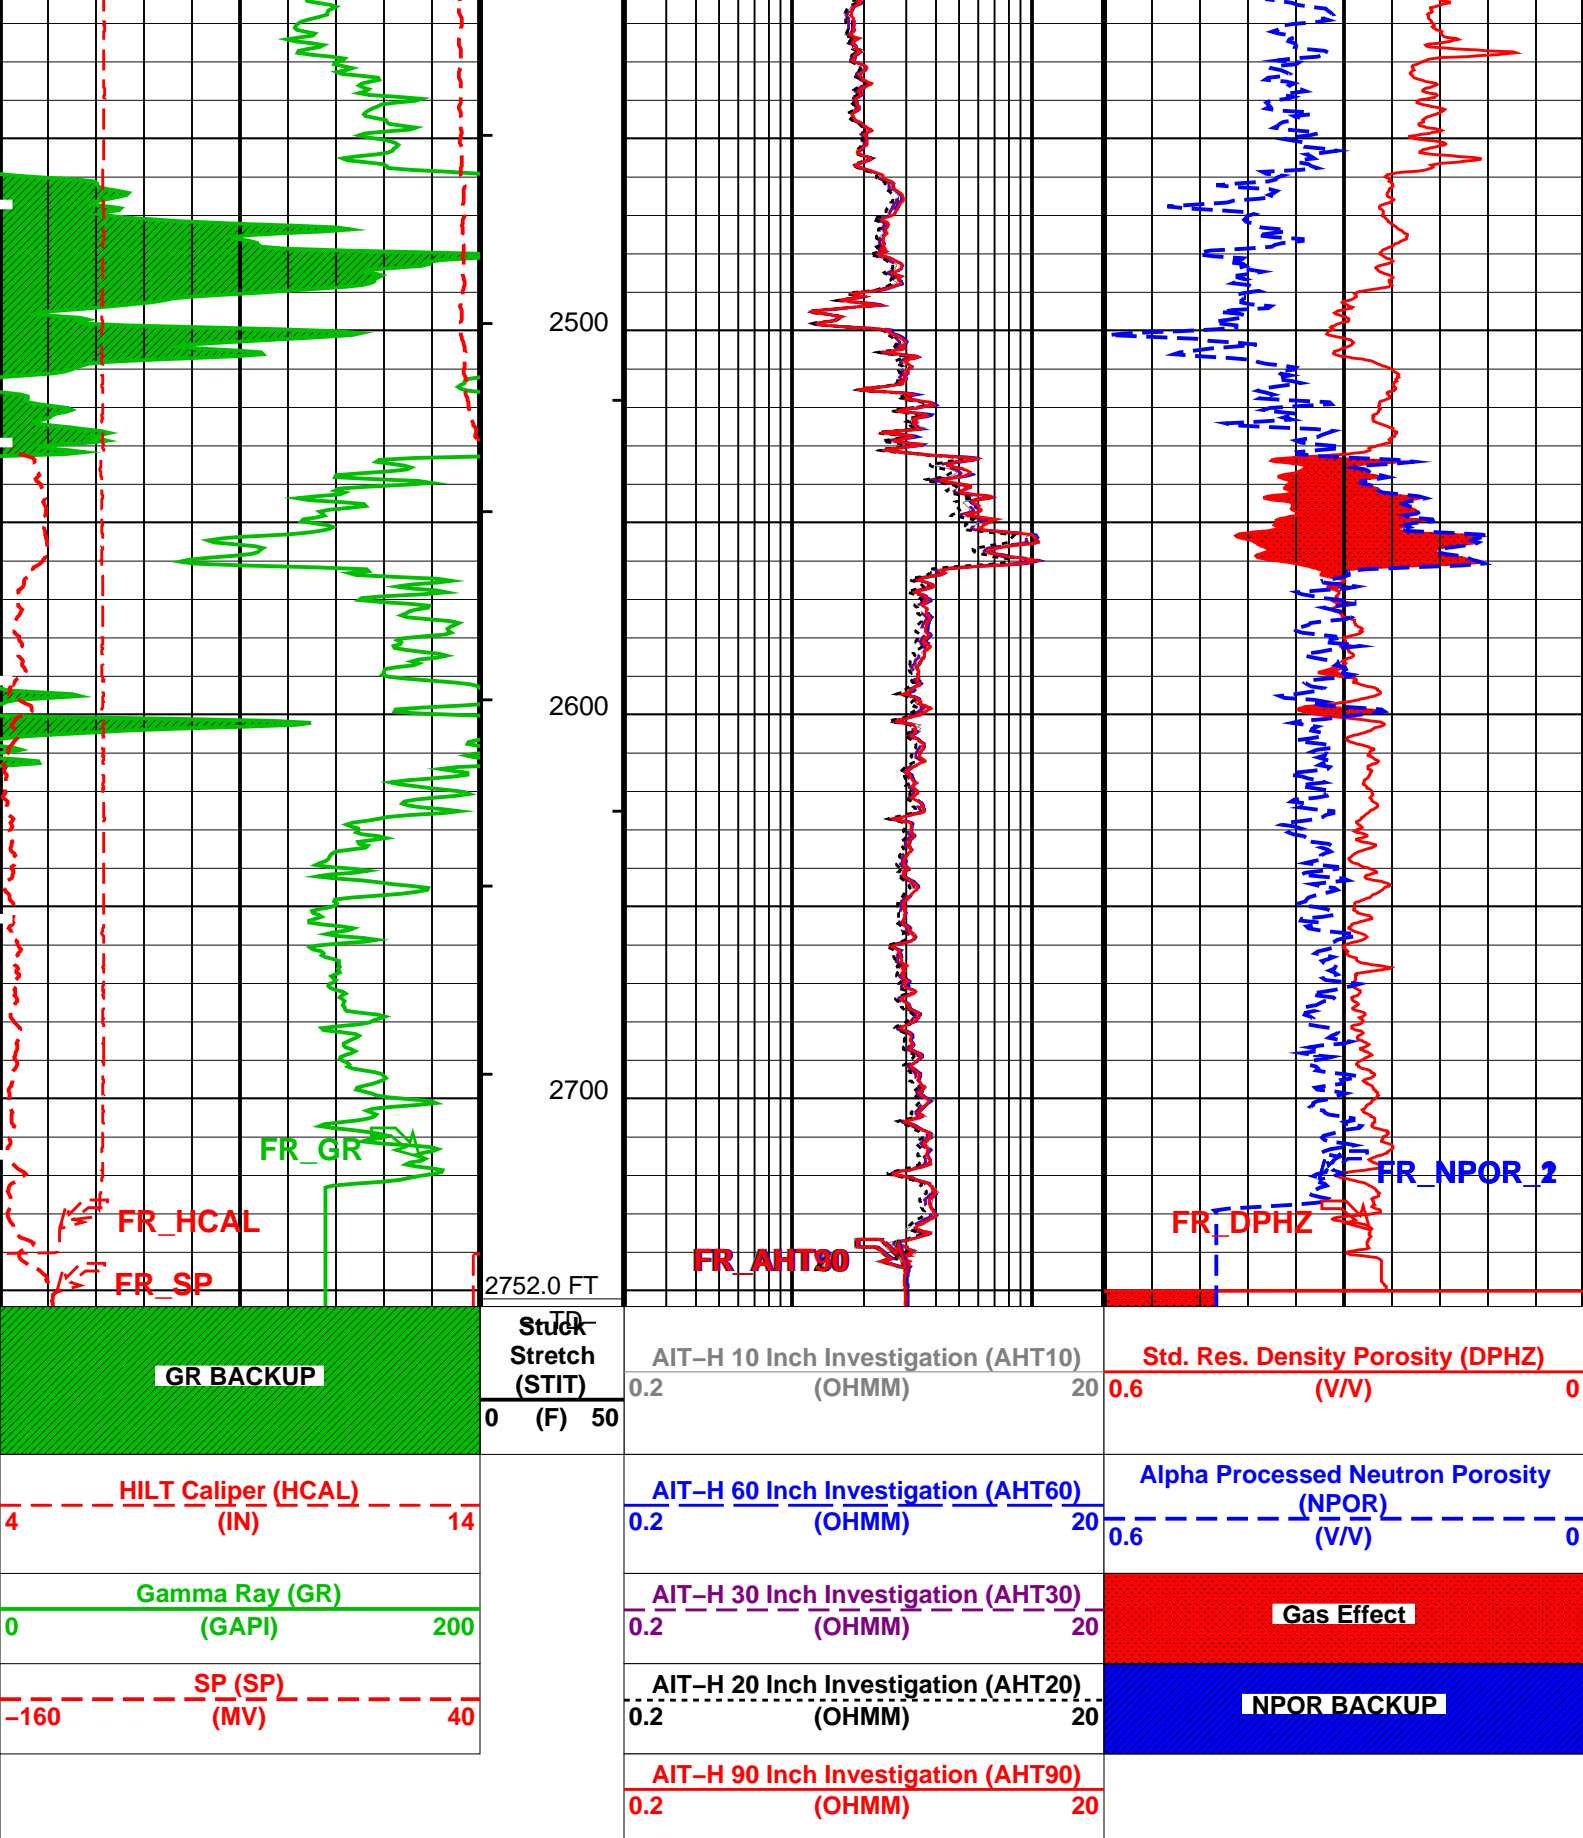 2500
2600
2700
FR_GR
FR_NPOR_2
FR_HCAL
FR_DPHZ
FR_AHT90
FR_SP
2752.0 FT
TD
GR BACKUP
Stuck
Stretch
(STIT)
0 (F) 50
AIT–H 10 Inch Investigation (AHT10)
0.2 (OHMM) 20
Std. Res. Density Porosity (DPHZ)
0.6 (V/V) 0
HILT Caliper (HCAL)
4 (IN) 14
AIT–H 60 Inch Investigation (AHT60)
0.2 (OHMM) 20
Alpha Processed Neutron Porosity
(NPOR)
0.6 (V/V) 0
Gamma Ray (GR)
0 (GAPI) 200
AIT–H 30 Inch Investigation (AHT30)
0.2 (OHMM) 20
Gas Effect
SP (SP)
–160 (MV) 40
AIT–H 20 Inch Investigation (AHT20)
0.2 (OHMM) 20
NPOR BACKUP
AIT–H 90 Inch Investigation (AHT90)
0.2 (OHMM) 20